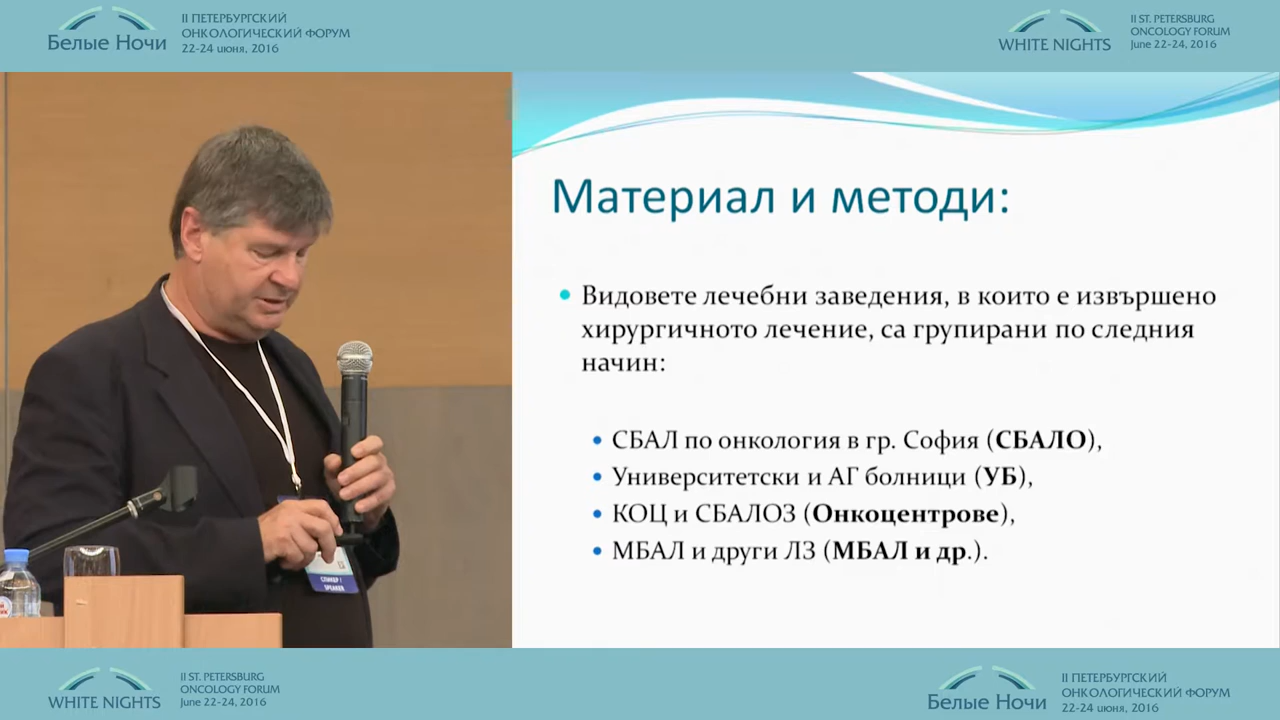 Белые Ночи
II ПЕТЕРБУРГСКИЙ
ОНКОЛОГИЧЕСКИЙ ФОРУМ
22-24 июня, 2016
WHITE NIGHTS
II ST. PETERSBURG
ONCOLOGY FORUM
June 22-24, 2016
Материал и методи:
Видовете лечебни заведения, в които е извършено
хирургичното лечение, са групирани по следния
начин:
СБАЛ по онкология в гр. София (СБАЛО),
Университетски и АГ болници (УБ),
КОЦ и СБАЛОЗ (Онкоцентрове),
МБАЛ и други ЛЗ (МБАЛ и др.).
СПИКЕР /
SPEAKER
WHITE NIGHTS
II ST. PETERSBURG
ONCOLOGY FORUM
June 22-24, 2016
Белые Ночи
II ПЕТЕРБУРГСКИЙ
ОНКОЛОГИЧЕСКИЙ ФОРУМ
22-24 июня, 2016